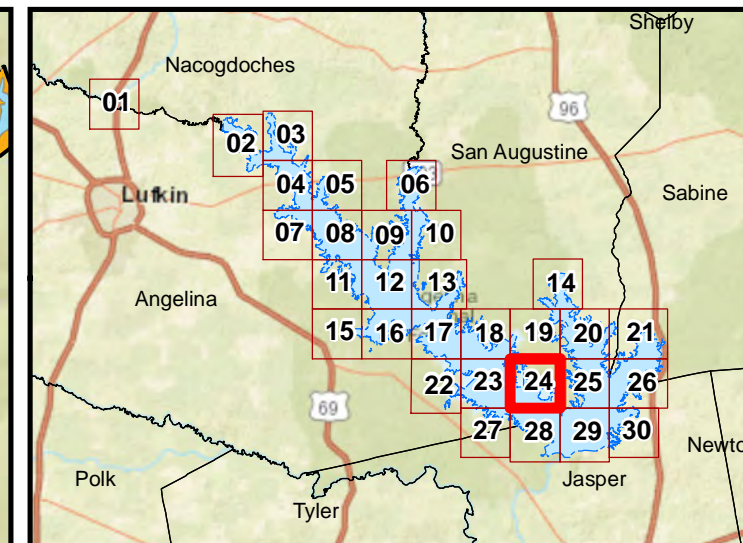 Shelby
Nacogdoches
01
96
02 03
San Augustine
04 05 06
Sabine
Lufkin
07 08 09 10
11 12 13 14
Angelina
15 16 17 18 19 20 21
22 23 24 25 26
69
27 28 29 30
Newto
Polk
Jasper
Tyler